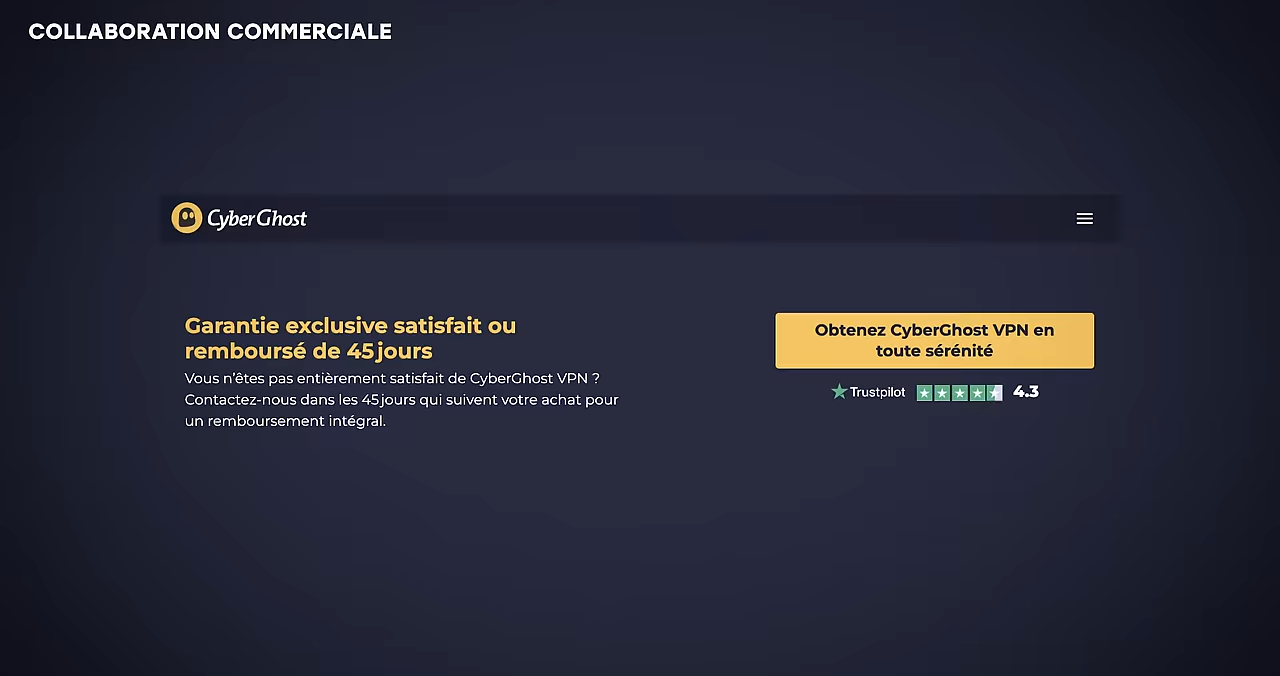 COLLABORATION COMMERCIALE
CyberGhost
Garantie exclusive satisfait ou
remboursé de 45 jours
Vous n'êtes pas entièrement satisfait de CyberGhost VPN ?
Contactez-nous dans les 45 jours qui suivent votre achat pour
un remboursement intégral.
Obtenez CyberGhost VPN en
toute sérénité
Trustpilot 4.3